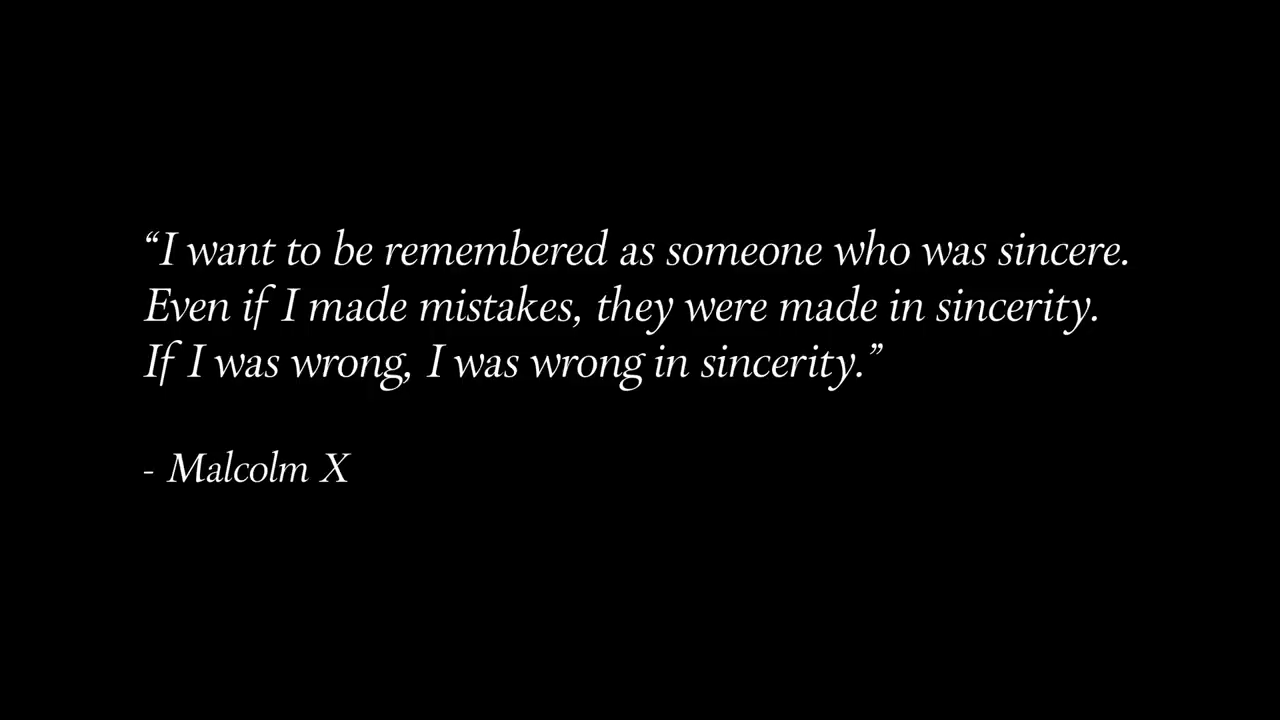 “I want to be remembered as someone who was sincere.
Even if I made mistakes, they were made in sincerity.
If I was wrong, I was wrong in sincerity.”
- Malcolm X